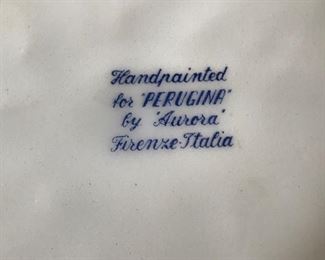 Handpainted
for "PERUGINA"
by "Aurora"
Firenze-Italia